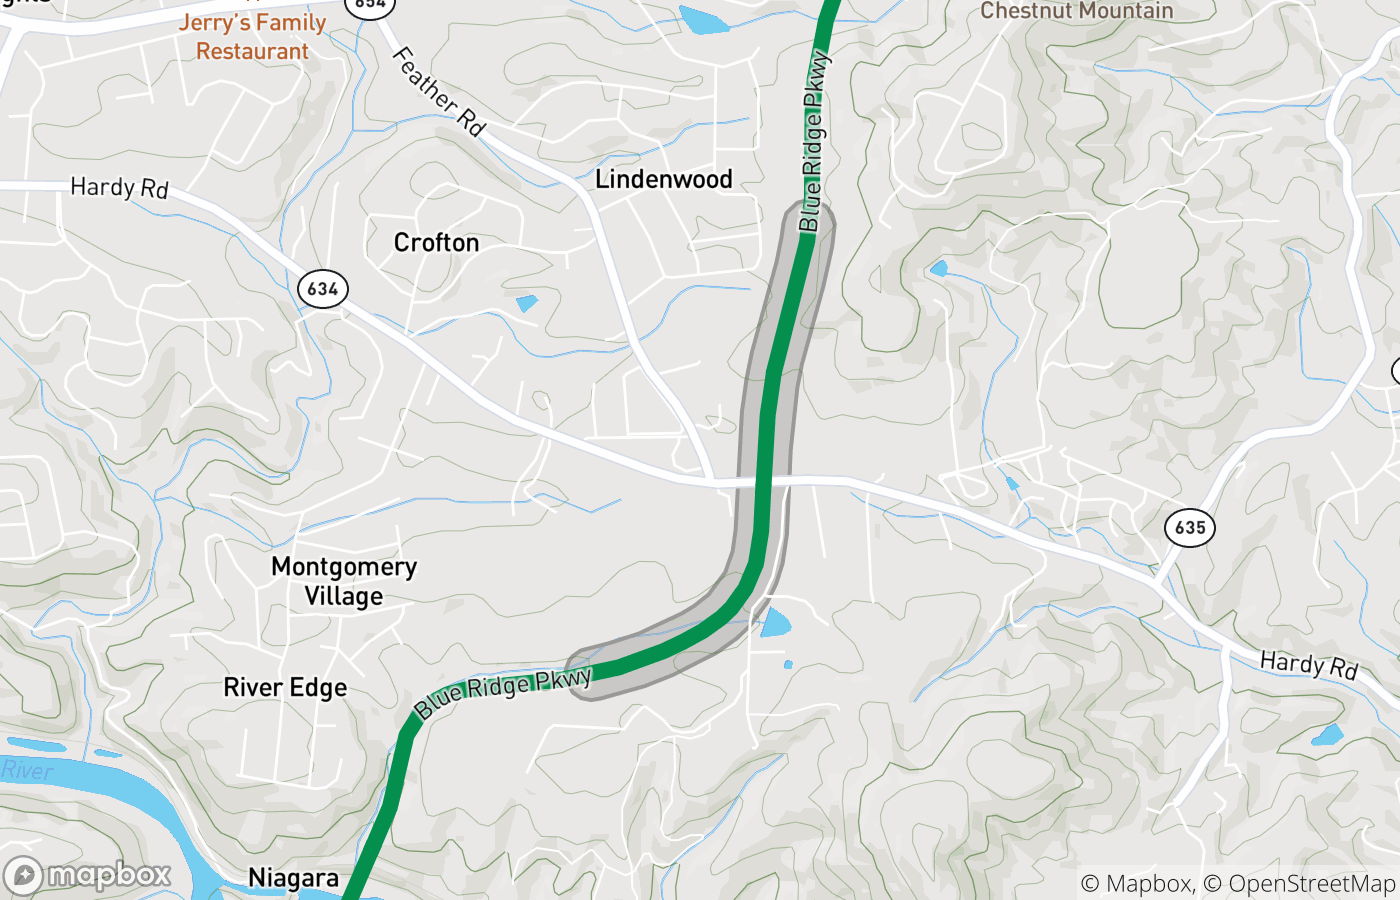 654
Chestnut Mountain
Jerry's Family
Restaurant
Feather Rd
Blue Ridge Pkwy
Lindenwood
Hardy Rd
Crofton
634
635
Montgomery
Village
River Edge
Blue Ridge Pkwy
Hardy Rd
River
Niagara
mapbox
© Mapbox, © OpenStreetMap